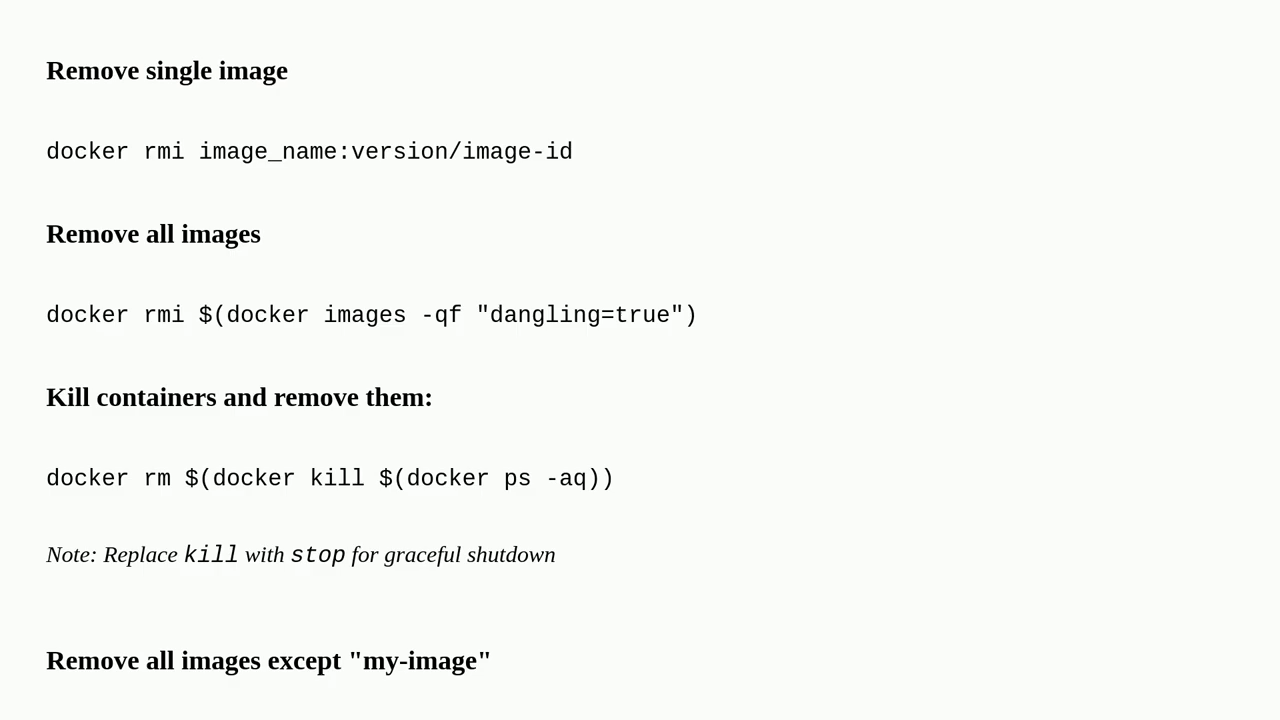 Remove single image
docker rmi image_name:version/image-id
Remove all images
docker rmi $(docker images -qf "dangling=true")
Kill containers and remove them:
docker rm $(docker kill $(docker ps -aq))
Note: Replace kill with stop for graceful shutdown
Remove all images except "my-image"